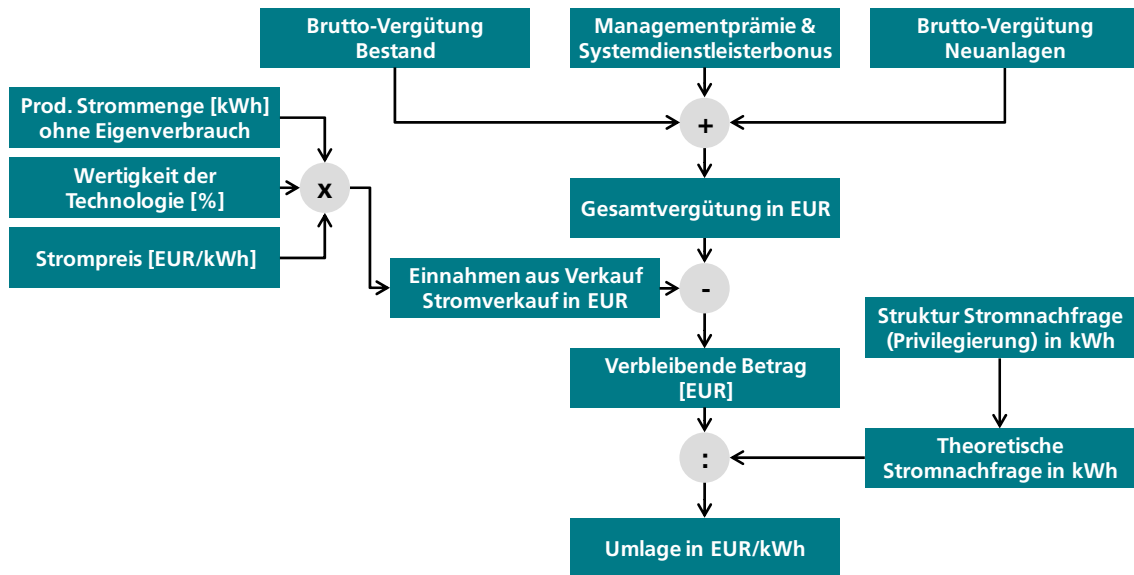 Brutto-Vergütung
Bestand
Managementprämie &
Systemdienstleisterbonus
Brutto-Vergütung
Neuanlagen
Prod. Strommenge [kWh]
ohne Eigenverbrauch
+
Wertigkeit der
Technologie [%]
x
Gesamtvergütung in EUR
Strompreis [EUR/kWh]
Einnahmen aus Verkauf
Stromverkauf in EUR
-
Struktur Stromnachfrage
(Privilegierung) in kWh
Verbleibende Betrag
[EUR]
:
Theoretische
Stromnachfrage in kWh
Umlage in EUR/kWh